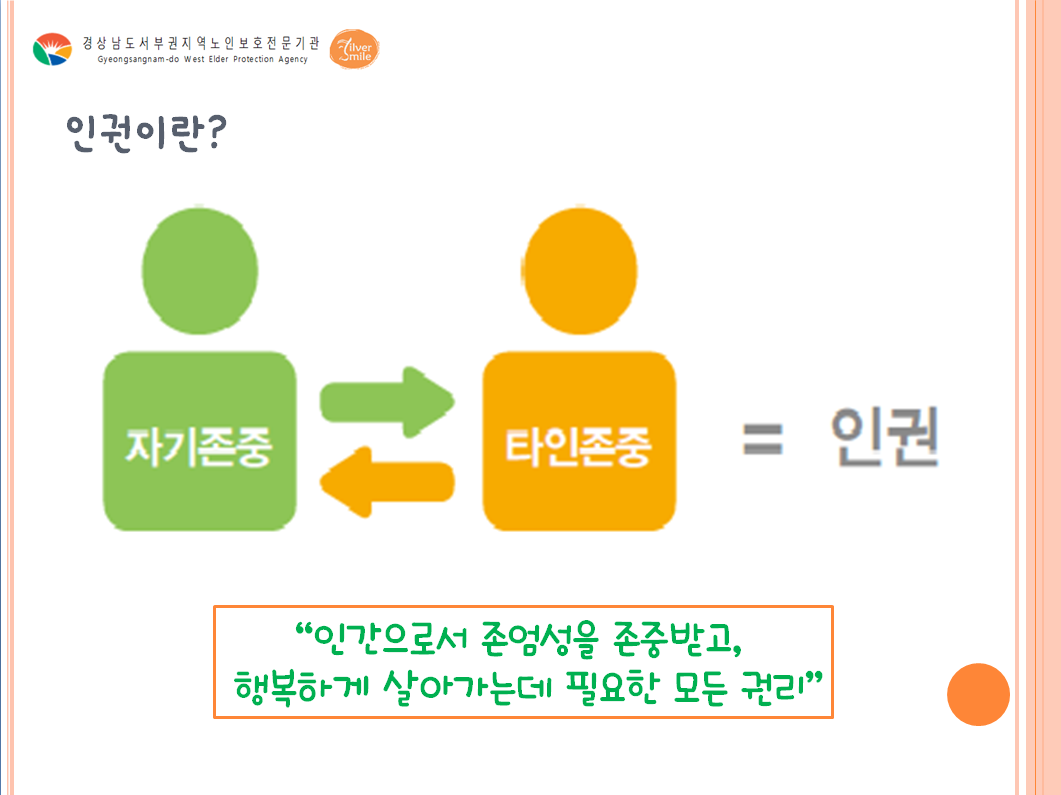 경상남도서부권지역노인보호전문기관
Gyeongsangnam-do West Elder Protection Agency
Silver
Smile
인권이란?
자기존중
타인존중
= 인권
“인간으로서 존엄성을 존중받고,
행복하게 살아가는데 필요한 모든 권리”